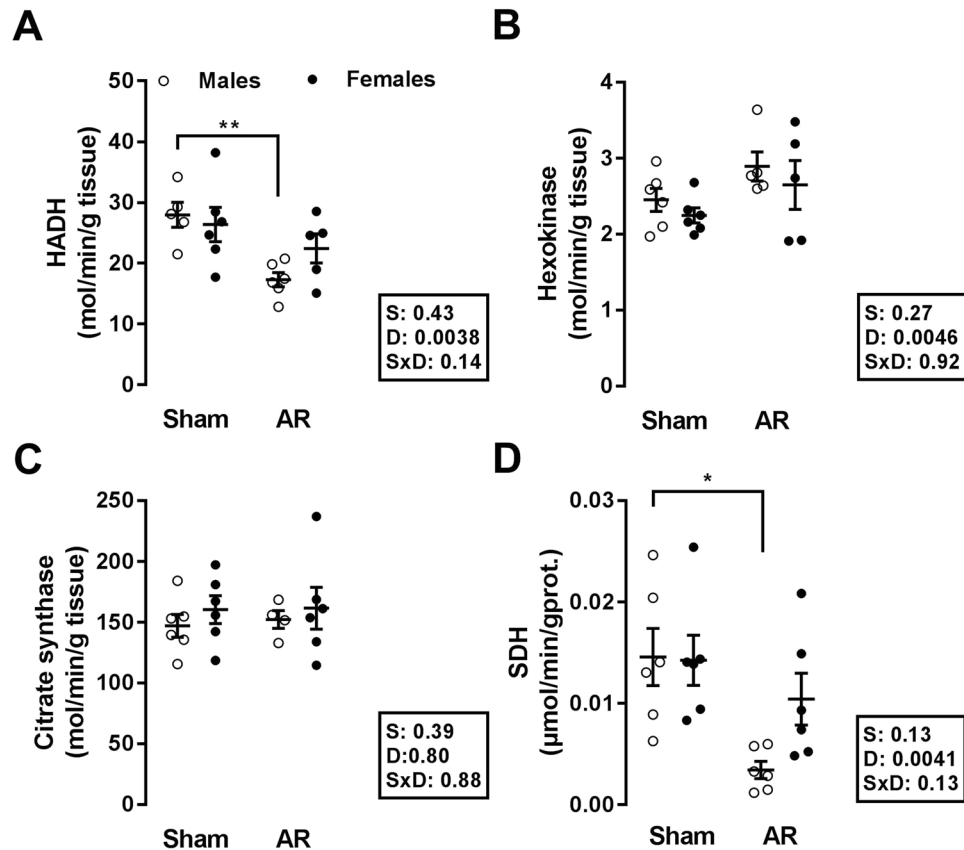 A
Males
Females
50
40
30
20
10
0
HADH
(mol/min/g tissue)
**
S: 0.43
D: 0.0038
SxD: 0.14
Sham
AR
B
4
3
2
1
0
Hexokinase
(mol/min/g tissue)
S: 0.27
D: 0.0046
SxD: 0.92
Sham
AR
C
250
200
150
100
50
0
Citrate synthase
(mol/min/g tissue)
S: 0.39
D:0.80
SxD: 0.88
Sham
AR
D
0.03
0.02
0.01
0.00
SDH
(µmol/min/gprot.)
*
S: 0.13
D: 0.0041
SxD: 0.13
Sham
AR